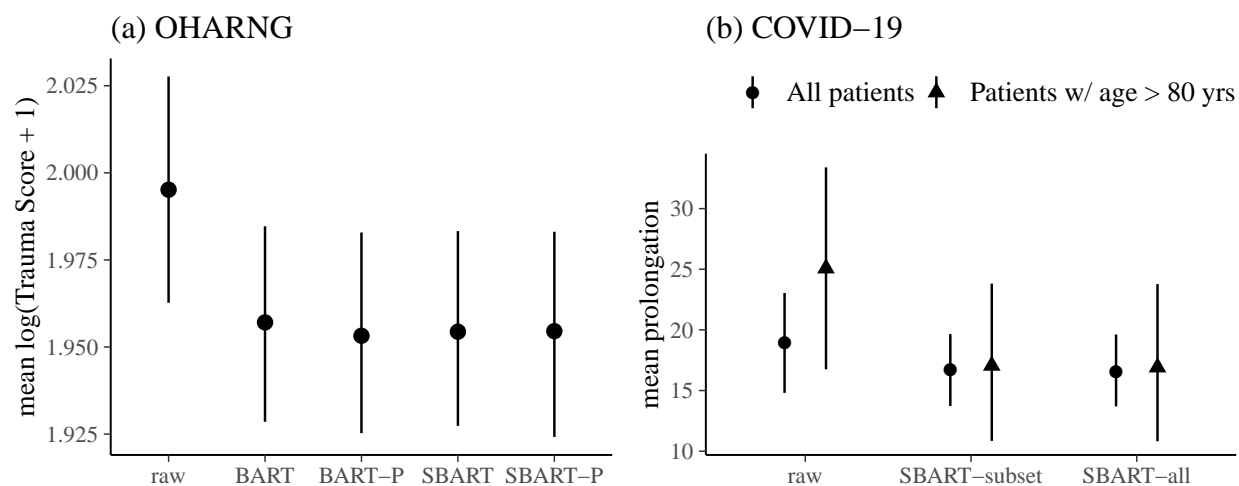 (a) OHARNG
mean log(Trauma Score + 1)
2.025
2.000
1.975
1.950
1.925
raw BART BART−P SBART SBART−P
(b) COVID−19
All patients Patients w/ age > 80 yrs
mean prolongation
30
25
20
15
10
raw SBART−subset SBART−all